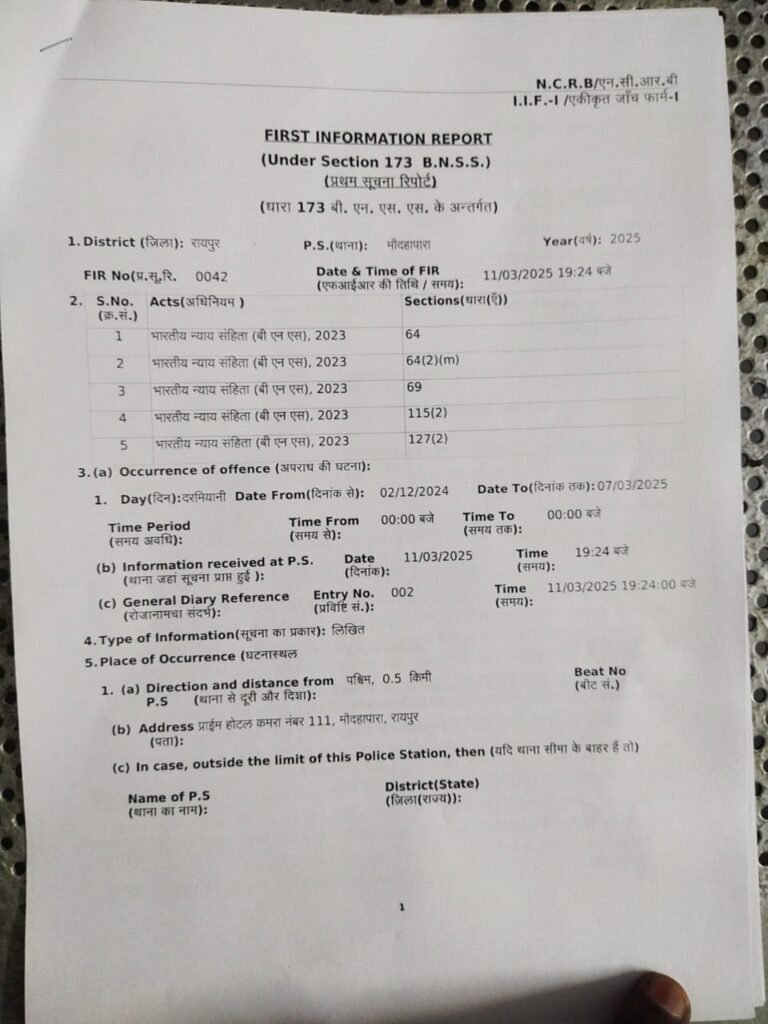 N.C.R.B/एन.सी.आर.बी
I.I.F.-I /एकीकृत जाँच फार्म-I
FIRST INFORMATION REPORT
(Under Section 173 B.N.S.S.)
(प्रथम सूचना रिपोर्ट)
(धारा 173 बी. एन. एस. एस. के अन्तर्गत)
1. District (ज़िला): रायपुर P.S.(थाना): मौदहापारा Year(वर्ष): 2025
FIR No(प्र.सू.रि. 0042 Date & Time of FIR 11/03/2025 19:24 बजे
(एफआईआर की तिथि / समय):
2. S.No. Acts(अधिनियम ) Sections(धारा(एँ))
(क्र.सं.)
1 भारतीय न्याय संहिता (बी एन एस), 2023 64
2 भारतीय न्याय संहिता (बी एन एस), 2023 64(2)(m)
3 भारतीय न्याय संहिता (बी एन एस), 2023 69
4 भारतीय न्याय संहिता (बी एन एस), 2023 115(2)
5 भारतीय न्याय संहिता (बी एन एस), 2023 127(2)
3. (a) Occurrence of offence (अपराध की घटना):
1. Day(दिन):दरमियानी Date From(दिनांक से): 02/12/2024 Date To(दिनांक तक): 07/03/2025
Time Period Time From 00:00 बजे Time To 00:00 बजे
(समय अवधि): (समय से): (समय तक):
(b) Information received at P.S. Date 11/03/2025 Time 19:24 बजे
(थाना जहां सूचना प्राप्त हुई ): (दिनांक): (समय):
(c) General Diary Reference Entry No. 002 Time 11/03/2025 19:24:00 बजे
(रोजानामचा संदर्भ): (प्रविष्टि सं.): (समय):
4. Type of Information(सूचना का प्रकार): लिखित
5. Place of Occurrence (घटनास्थल
1. (a) Direction and distance from पश्चिम, 0.5 किमी Beat No
P.S (थाना से दूरी और दिशा): (बीट सं.)
(b) Address प्राईम होटल कमरा नंबर 111, मौदहापारा, रायपुर
(पता):
(c) In case, outside the limit of this Police Station, then (यदि थाना सीमा के बाहर हैं तो)
Name of P.S District(State)
(थाना का नाम): (ज़िला(राज्य)):
1